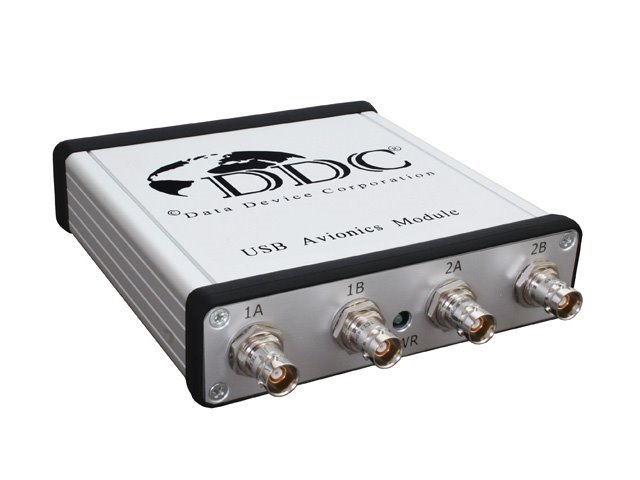 DDC®
©Data Device Corporation
USB Avionics Module
1A
1B
2A
2B